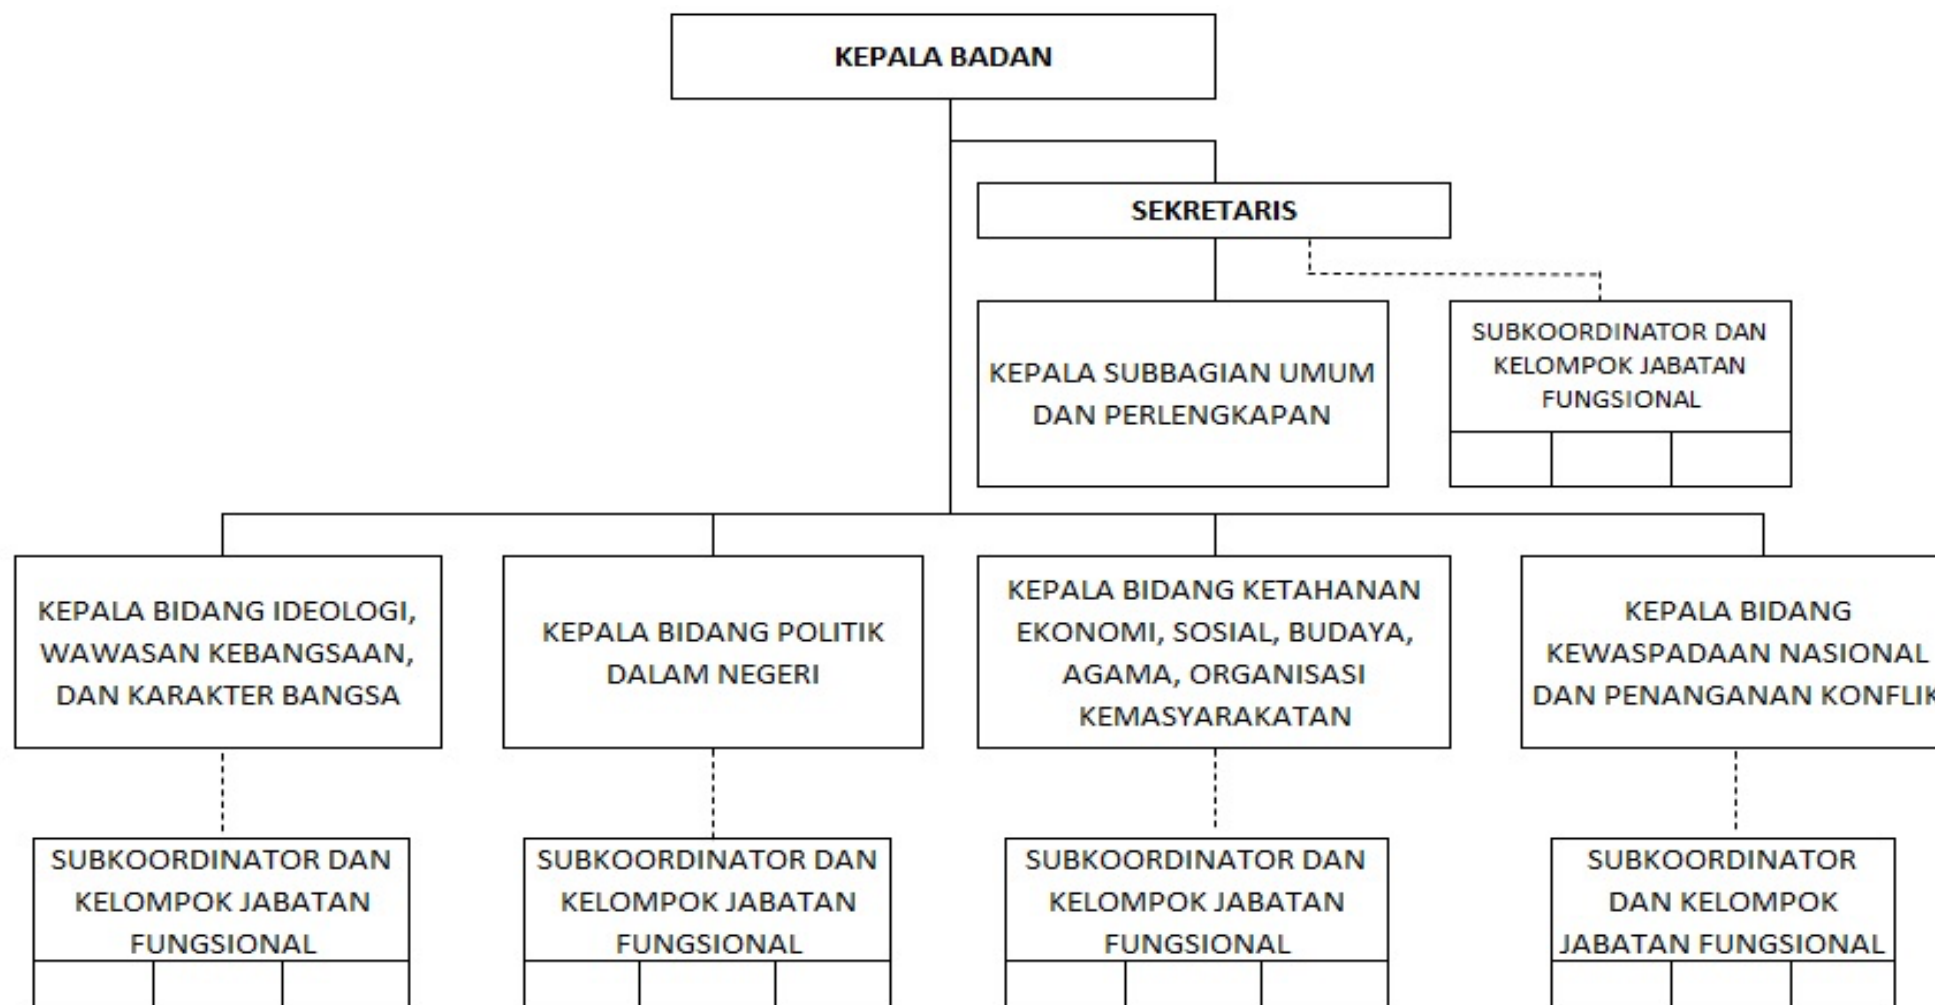 KEPALA BADAN
SEKRETARIS
KEPALA SUBBAGIAN UMUM
DAN PERLENGKAPAN
SUBKOORDINATOR DAN
KELOMPOK JABATAN
FUNGSIONAL
KEPALA BIDANG IDEOLOGI,
WAWASAN KEBANGSAAN,
DAN KARAKTER BANGSA
KEPALA BIDANG POLITIK
DALAM NEGERI
KEPALA BIDANG KETAHANAN
EKONOMI, SOSIAL, BUDAYA,
AGAMA, ORGANISASI
KEMASYARAKATAN
KEPALA BIDANG
KEWASPADAAN NASIONAL
DAN PENANGANAN KONFLIK
SUBKOORDINATOR DAN
KELOMPOK JABATAN
FUNGSIONAL
SUBKOORDINATOR DAN
KELOMPOK JABATAN
FUNGSIONAL
SUBKOORDINATOR DAN
KELOMPOK JABATAN
FUNGSIONAL
SUBKOORDINATOR
DAN KELOMPOK
JABATAN FUNGSIONAL